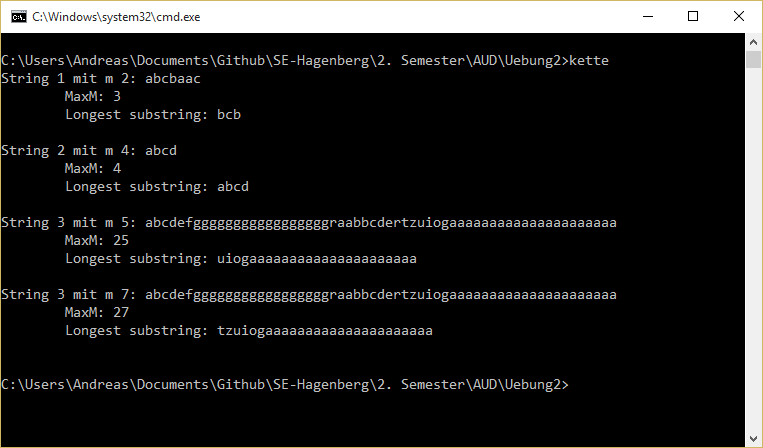 C:\Windows\system32\cmd.exe
C:\Users\Andreas\Documents\Github\SE-Hagenberg\2. Semester\AUD\Uebung2>kette
String 1 mit m 2: abcbaac
MaxM: 3
Longest substring: bcb
String 2 mit m 4: abcd
MaxM: 4
Longest substring: abcd
String 3 mit m 5: abcdefgggggggggggggggggraabbcdertzuiogaaaaaaaaaaaaaaaaaaaaa
MaxM: 25
Longest substring: uiogaaaaaaaaaaaaaaaaaaaaa
String 3 mit m 7: abcdefgggggggggggggggggraabbcdertzuiogaaaaaaaaaaaaaaaaaaaaa
MaxM: 27
Longest substring: tzuiogaaaaaaaaaaaaaaaaaaaaa
C:\Users\Andreas\Documents\Github\SE-Hagenberg\2. Semester\AUD\Uebung2>